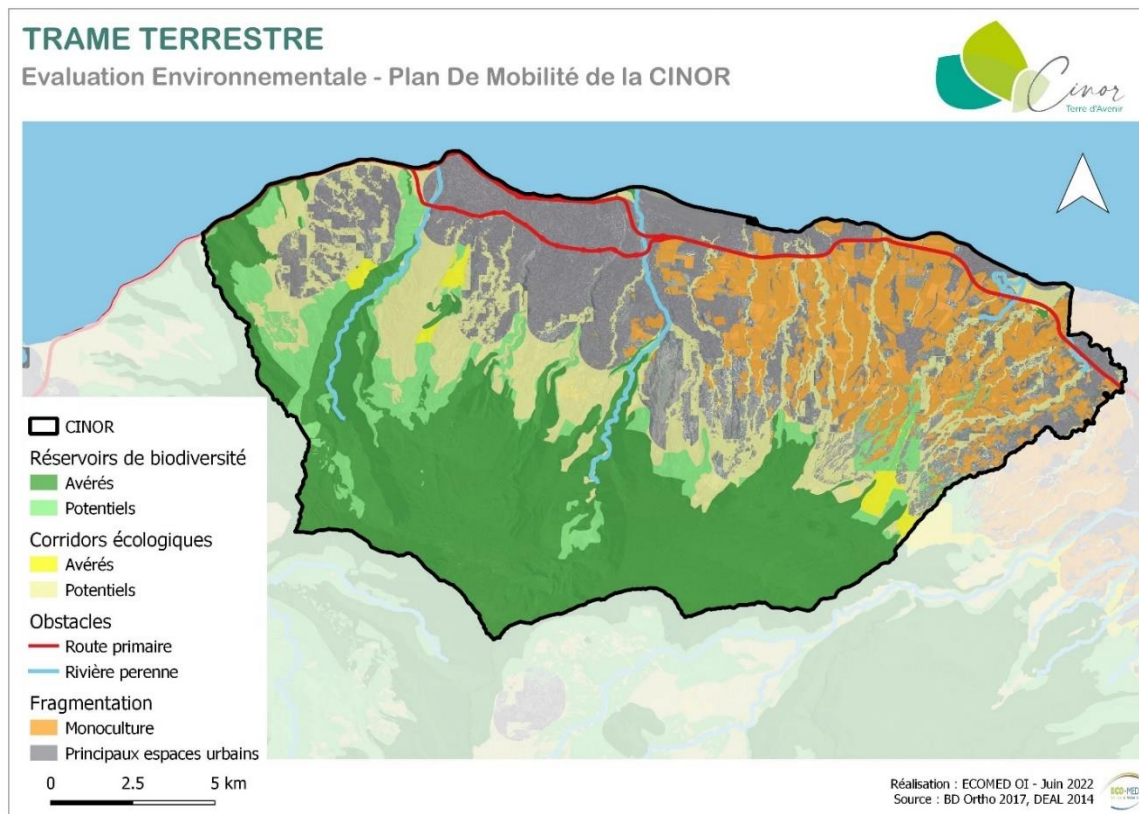 TRAME TERRESTRE
Evaluation Environnementale - Plan De Mobilité de la CINOR
Cinor
Terre d'Avenir
CINOR
Réservoirs de biodiversité
Avérés
Potentiels
Corridors écologiques
Avérés
Potentiels
Obstacles
Route primaire
Rivière perenne
Fragmentation
Monoculture
Principaux espaces urbains
0 2.5 5 km
Réalisation : ECOMED OI - Juin 2022
Source : BD Ortho 2017, DEAL 2014